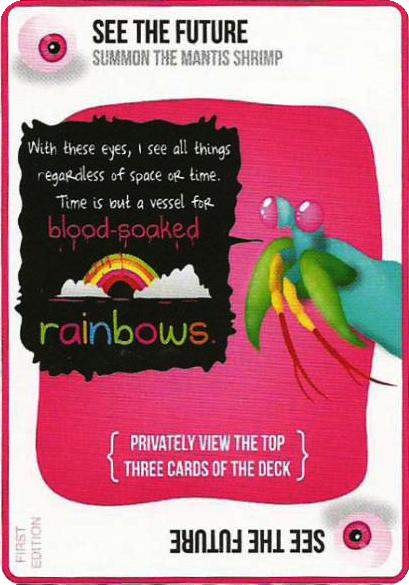 SEE THE FUTURE
SUMMON THE MANTIS SHRIMP
With these eyes, I see all things
regardless of space or time.
Time is but a vessel for
blood-soaked
rainbows.
PRIVATELY VIEW THE TOP
THREE CARDS OF THE DECK
FIRST
EDITION
SEE THE FUTURE